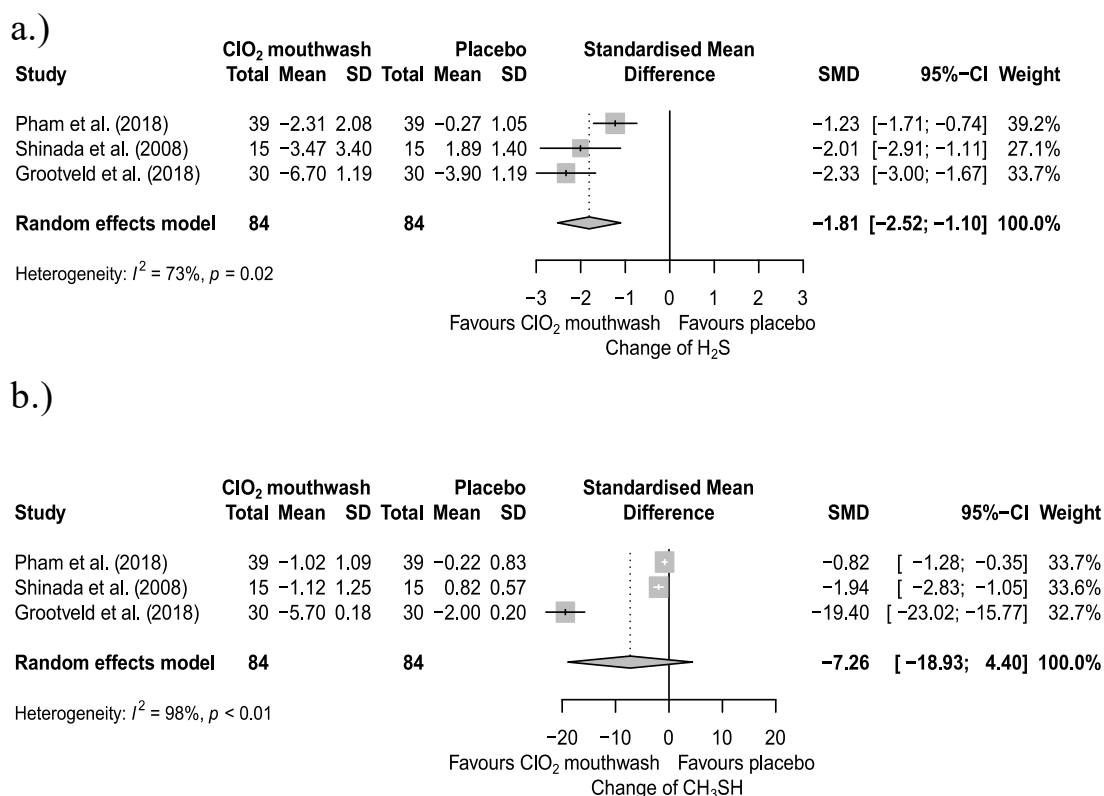 a.)
ClO₂ mouthwash Placebo Standardised Mean
Study Total Mean SD Total Mean SD Difference SMD 95%−CI Weight
Pham et al. (2018) 39 −2.31 2.08 39 −0.27 1.05 −1.23 [−1.71; −0.74] 39.2%
Shinada et al. (2008) 15 −3.47 3.40 15 1.89 1.40 −2.01 [−2.91; −1.11] 27.1%
Grootveld et al. (2018) 30 −6.70 1.19 30 −3.90 1.19 −2.33 [−3.00; −1.67] 33.7%
Random effects model 84 84 −1.81 [−2.52; −1.10] 100.0%
Heterogeneity: I² = 73%, p = 0.02
−3 −2 −1 0 1 2 3
Favours ClO₂ mouthwash Favours placebo
Change of H₂S
b.)
ClO₂ mouthwash Placebo Standardised Mean
Study Total Mean SD Total Mean SD Difference SMD 95%−CI Weight
Pham et al. (2018) 39 −1.02 1.09 39 −0.22 0.83 −0.82 [ −1.28; −0.35] 33.7%
Shinada et al. (2008) 15 −1.12 1.25 15 0.82 0.57 −1.94 [ −2.83; −1.05] 33.6%
Grootveld et al. (2018) 30 −5.70 0.18 30 −2.00 0.20 −19.40 [ −23.02; −15.77] 32.7%
Random effects model 84 84 −7.26 [ −18.93; 4.40] 100.0%
Heterogeneity: I² = 98%, p < 0.01
−20 −10 0 10 20
Favours ClO₂ mouthwash Favours placebo
Change of CH₃SH